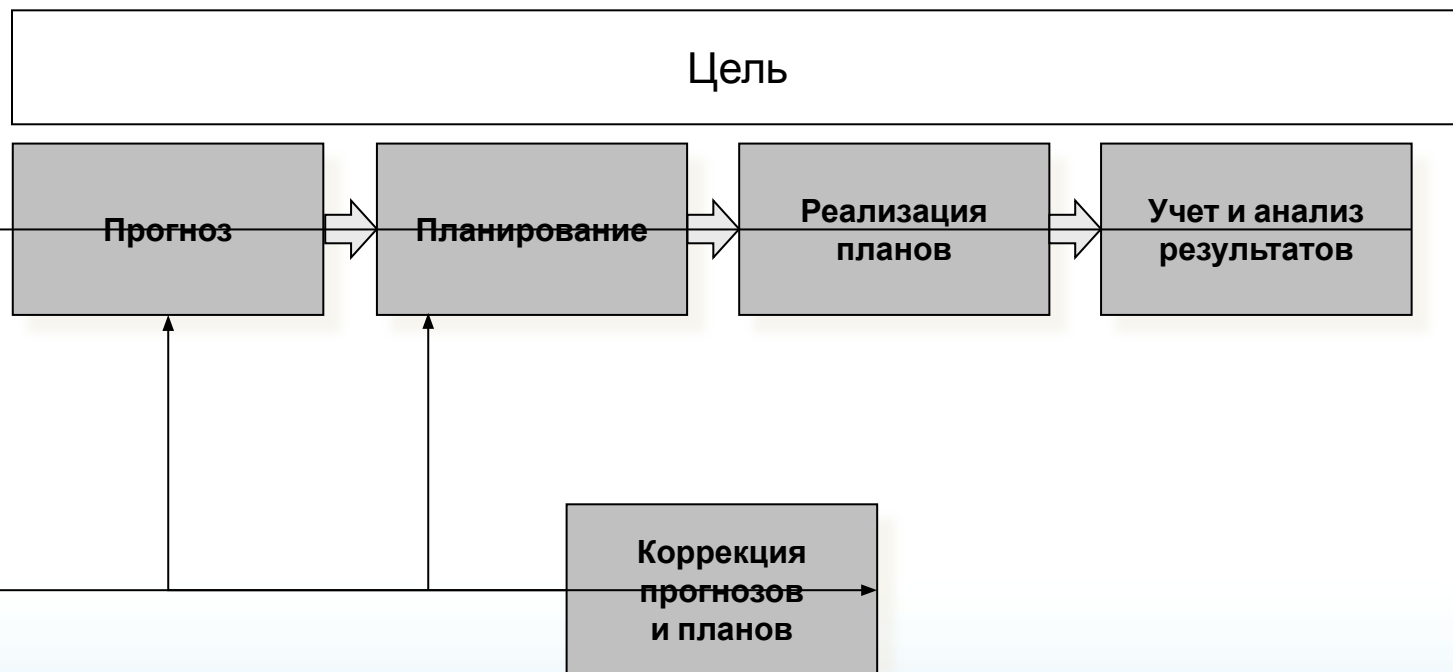 Цель
Прогноз
Планирование
Реализация
планов
Учет и анализ
результатов
Коррекция
прогнозов
и планов